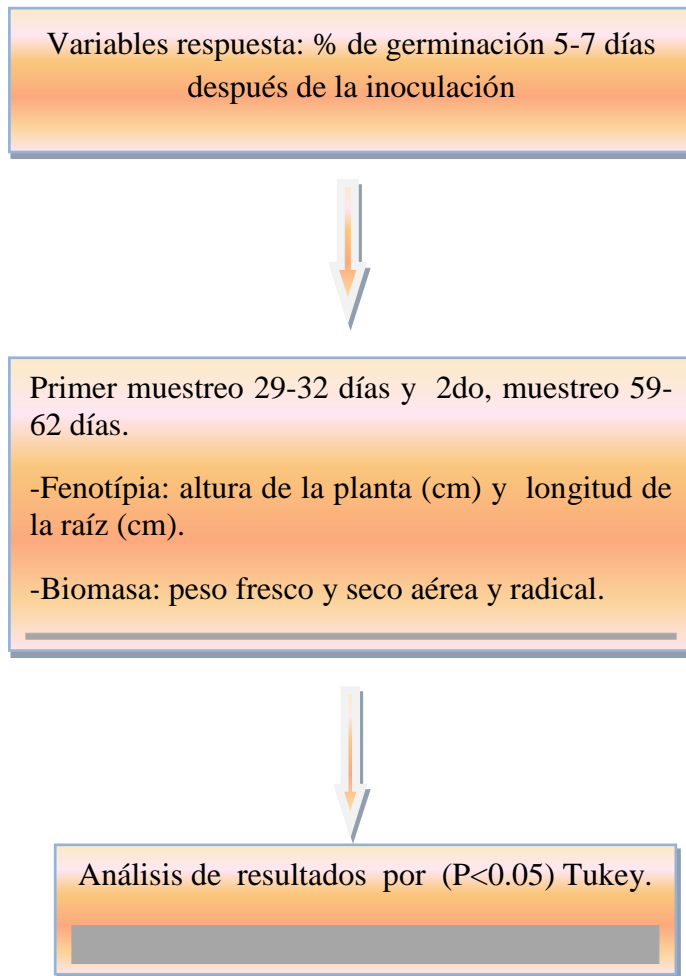 Variables respuesta: % de germinación 5-7 días
después de la inoculación
Primer muestreo 29-32 días y 2do, muestreo 59-
62 días.
-Fenotípia: altura de la planta (cm) y longitud de
la raíz (cm).
-Biomasa: peso fresco y seco aérea y radical.
Análisis de resultados por (P<0.05) Tukey.